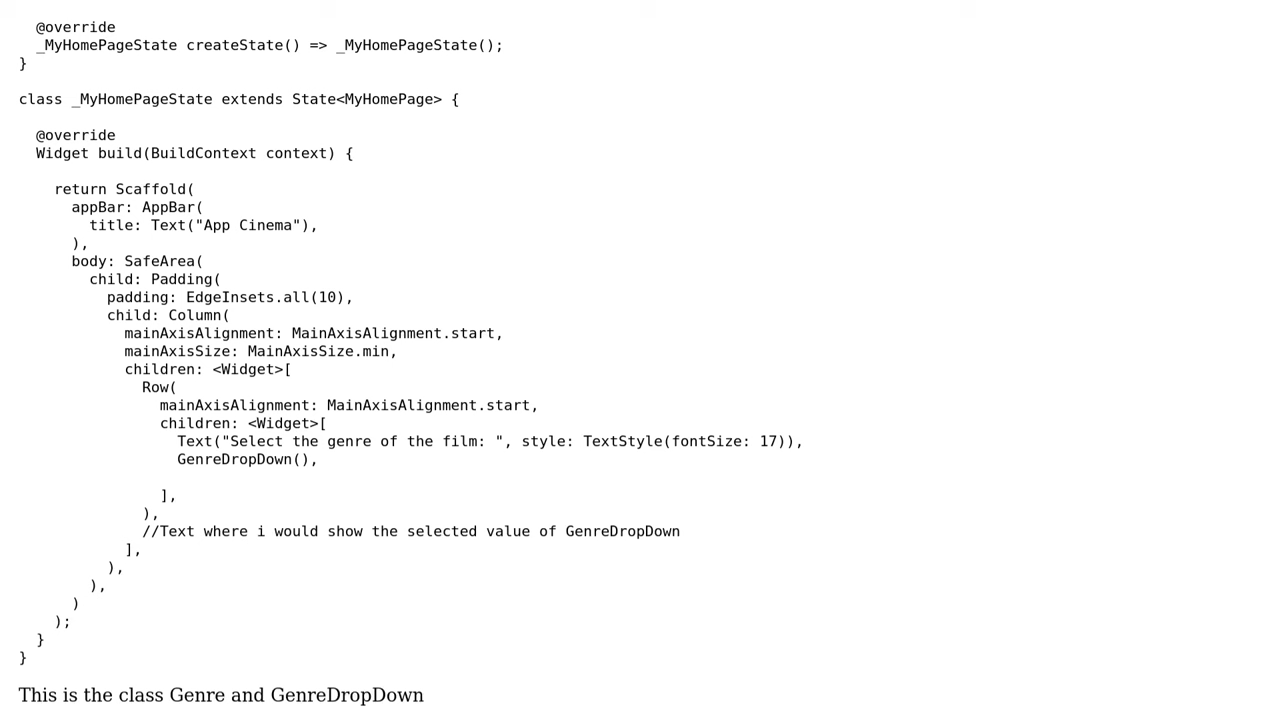 @override
_MyHomePageState createState() => _MyHomePageState();
}
class _MyHomePageState extends State<MyHomePage> {
@override
Widget build(BuildContext context) {
return Scaffold(
appBar: AppBar(
title: Text("App Cinema"),
),
body: SafeArea(
child: Padding(
padding: EdgeInsets.all(10),
child: Column(
mainAxisAlignment: MainAxisAlignment.start,
mainAxisSize: MainAxisSize.min,
children: <Widget>[
Row(
mainAxisAlignment: MainAxisAlignment.start,
children: <Widget>[
Text("Select the genre of the film: ", style: TextStyle(fontSize: 17)),
GenreDropDown(),
],
),
//Text where i would show the selected value of GenreDropDown
],
),
),
)
);
}
}
This is the class Genre and GenreDropDown